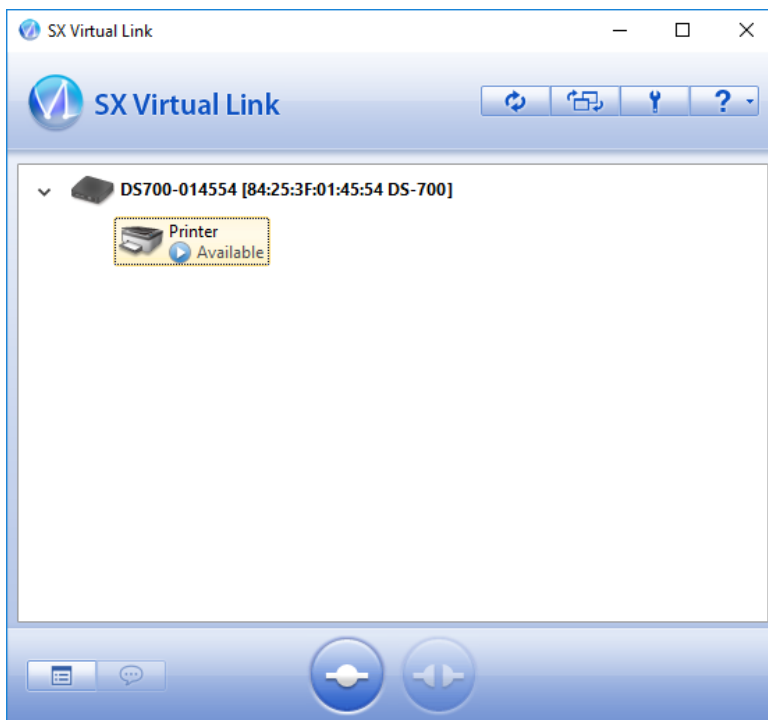 SX Virtual Link
SX Virtual Link
?
DS700-014554 [84:25:3F:01:45:54 DS-700]
Printer
Available